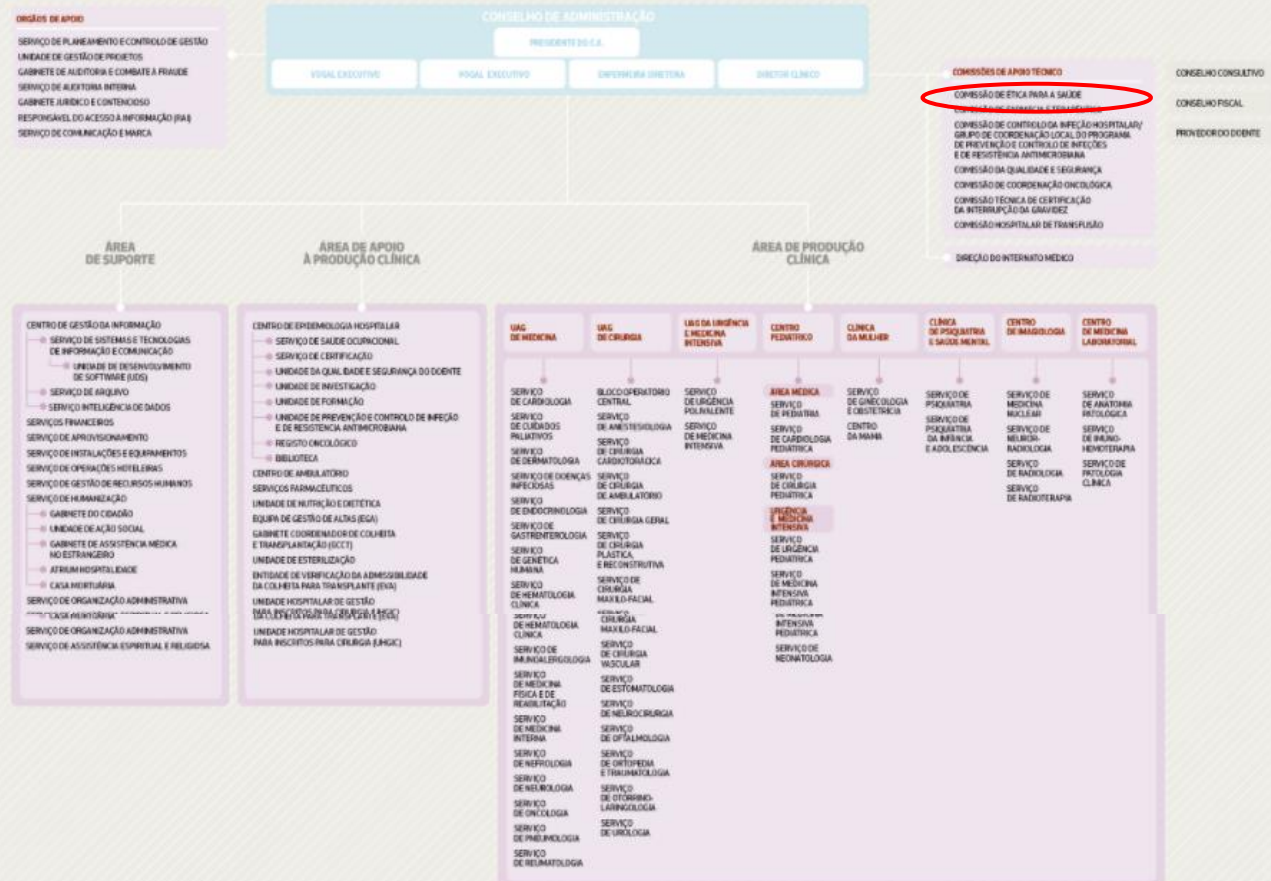 ORGÃOS DE APOIO
SERVIÇO DE PLANEAMENTO E CONTROLO DE GESTÃO
UNIDADE DE GESTÃO DE PROJETOS
GABINETE DE AUDITORIA E COMBATE À FRAUDE
SERVIÇO DE AUDITORIA INTERNA
GABINETE JURÍDICO E CONTENCIOSO
RESPONSÁVEL DO ACESSO À INFORMAÇÃO (RAI)
SERVIÇO DE COMUNICAÇÃO E MARCA
CONSELHO DE ADMINISTRAÇÃO
PRESIDENTE DO C.A.
VOGAL EXECUTIVO
VOGAL EXECUTIVO
ENFERMEIRA DIRETORA
DIRETOR CLÍNICO
COMISSÕES DE APOIO TÉCNICO
COMISSÃO DE ÉTICA PARA A SAÚDE
COMISSÃO DE FARMÁCIA E TERAPÊUTICO
COMISSÃO DE CONTROLO DA INFEÇÃO HOSPITALAR/
GRUPO DE COORDENAÇÃO LOCAL DO PROGRAMA
DE PREVENÇÃO E CONTROLO DE INFEÇÕES
E DE RESISTÊNCIA ANTIMICROBIANA
COMISSÃO DA QUALIDADE E SEGURANÇA
COMISSÃO DE COORDENAÇÃO ONCOLÓGICA
COMISSÃO TÉCNICA DE CERTIFICAÇÃO
DA INTERRUPÇÃO DA GRAVIDEZ
COMISSÃO HOSPITALAR DE TRANSFUSÃO
DIREÇÃO DO INTERNATO MÉDICO
CONSELHO CONSULTIVO
CONSELHO FISCAL
PROVEDOR DO DOENTE
ÁREA
DE SUPORTE
CENTRO DE GESTÃO DA INFORMAÇÃO
SERVIÇO DE SISTEMAS E TECNOLOGIAS
DE INFORMAÇÃO E COMUNICAÇÃO
UNIDADE DE DESENVOLVIMENTO
DE SOFTWARE (UDS)
SERVIÇO DE ARQUIVO
SERVIÇO INTELIGÊNCIA DE DADOS
SERVIÇOS FINANCEIROS
SERVIÇO DE APROVISIONAMENTO
SERVIÇO DE INSTALAÇÕES E EQUIPAMENTOS
SERVIÇO DE OPERAÇÕES HOTELEIRAS
SERVIÇO DE GESTÃO DE RECURSOS HUMANOS
SERVIÇO DE HUMANIZAÇÃO
GABINETE DO CIDADÃO
UNIDADE DE AÇÃO SOCIAL
GABINETE DE ASSISTÊNCIA MÉDICA
NO ESTRANGEIRO
ATRIUM HOSPITALIDADE
CASA MORTUÁRIA
SERVIÇO DE ORGANIZAÇÃO ADMINISTRATIVA
CASA MORTUÁRIA
SERVIÇO DE ORGANIZAÇÃO ADMINISTRATIVA
SERVIÇO DE ASSISTÊNCIA ESPIRITUAL E RELIGIOSA
ÁREA DE APOIO
À PRODUÇÃO CLÍNICA
CENTRO DE EPIDEMIOLOGIA HOSPITALAR
SERVIÇO DE SAÚDE OCUPACIONAL
SERVIÇO DE CERTIFICAÇÃO
UNIDADE DA QUALIDADE E SEGURANÇA DO DOENTE
UNIDADE DE INVESTIGAÇÃO
UNIDADE DE FORMAÇÃO
UNIDADE DE PREVENÇÃO E CONTROLO DE INFEÇÃO
E DE RESISTENCIA ANTIMICROBIANA
REGISTO ONCOLÓGICO
BIBLIOTECA
CENTRO DE AMBULATÓRIO
SERVIÇOS FARMACÊUTICOS
UNIDADE DE NUTRIÇÃO E DIETÉTICA
EQUIPA DE GESTÃO DE ALTAS (EGA)
GABINETE COORDENADOR DE COLHEITA
E TRANSPLANTAÇÃO (GCCT)
UNIDADE DE ESTERILIZAÇÃO
ENTIDADE DE VERIFICAÇÃO DA ADMISSIBILIDADE
DA COLHEITA PARA TRANSPLANTE (EVA)
UNIDADE HOSPITALAR DE GESTÃO
PARA INSCRITOS PARA CIRURGIA (UHGIC)
DA COLHEITA PARA TRANSPLANTE (EVA)
UNIDADE HOSPITALAR DE GESTÃO
PARA INSCRITOS PARA CIRURGIA (UHGIC)
ÁREA DE PRODUÇÃO
CLÍNICA
UAG
DE MEDICINA
SERVIÇO
DE CARDIOLOGIA
SERVIÇO
DE CUIDADOS
PALIATIVOS
SERVIÇO
DE DERMATOLOGIA
SERVIÇO DE DOENÇAS
INFECIOSAS
SERVIÇO
DE ENDOCRINOLOGIA
SERVIÇO DE
GASTRENTEROLOGIA
SERVIÇO
DE GENÉTICA
HUMANA
SERVIÇO
DE HEMATOLOGIA
CLÍNICA
SERVIÇO
DE HEMATOLOGIA
CLÍNICA
SERVIÇO DE
IMUNOALERGOLOGIA
SERVIÇO
DE MEDICINA
FÍSICA E DE
REABILITAÇÃO
SERVIÇO
DE MEDICINA
INTERNA
SERVIÇO
DE NEFROLOGIA
SERVIÇO
DE NEUROLOGIA
SERVIÇO
DE ONCOLOGIA
SERVIÇO
DE PNEUMOLOGIA
SERVIÇO
DE REUMATOLOGIA
UAG
DE CIRURGIA
BLOCO OPERATÓRIO
CENTRAL
SERVIÇO
DE ANESTESIOLOGIA
SERVIÇO
DE CIRURGIA
CARDIOTORÁCICA
SERVIÇO
DE CIRURGIA
DE AMBULATÓRIO
SERVIÇO
DE CIRURGIA GERAL
SERVIÇO
DE CIRURGIA
PLÁSTICA,
E RECONSTRUTIVA
SERVIÇO DE
CIRURGIA
MAXILO-FACIAL
CIRURGIA
MAXILO-FACIAL
SERVIÇO
DE CIRURGIA
VASCULAR
SERVIÇO
DE ESTOMATOLOGIA
SERVIÇO
DE NEUROCIRURGIA
SERVIÇO
DE OFTALMOLOGIA
SERVIÇO
DE ORTOPEDIA
E TRAUMATOLOGIA
SERVIÇO
DE OTORRINO-
LARINGOLOGIA
SERVIÇO
DE UROLOGIA
UAG DA URGÊNCIA
E MEDICINA
INTENSIVA
SERVIÇO
DE URGÊNCIA
POLIVALENTE
SERVIÇO
DE MEDICINA
INTENSIVA
CENTRO
PEDIÁTRICO
ÁREA MÉDICA
SERVIÇO
DE PEDIATRIA
SERVIÇO
DE CARDIOLOGIA
PEDIÁTRICA
ÁREA CIRÚRGICA
SERVIÇO
DE CIRURGIA
PEDIÁTRICA
URGÊNCIA
E MEDICINA
INTENSIVA
SERVIÇO
DE URGÊNCIA
PEDIÁTRICA
SERVIÇO
DE MEDICINA
INTENSIVA
PEDIÁTRICA
DE MEDICINA
INTENSIVA
PEDIÁTRICA
SERVIÇO DE
NEONATOLOGIA
CLÍNICA
DA MULHER
SERVIÇO
DE GINECOLOGIA
E OBSTETRÍCIA
CENTRO
DA MAMA
CLÍNICA
DE PSIQUIATRIA
E SAÚDE MENTAL
SERVIÇO DE
PSIQUIATRIA
SERVIÇO DE
PSIQUIATRIA
DA INFÂNCIA
E ADOLESCÊNCIA
CENTRO
DE IMAGIOLOGIA
SERVIÇO DE
MEDICINA
NUCLEAR
SERVIÇO DE
NEUROR-
RADIOLOGIA
SERVIÇO
DE RADIOLOGIA
SERVIÇO
DE RADIOTERAPIA
CENTRO
DE MEDICINA
LABORATORIAL
SERVIÇO
DE ANATOMIA
PATOLÓGICA
SERVIÇO
DE IMUNO-
HEMOTERAPIA
SERVIÇO DE
PATOLOGIA
CLÍNICA